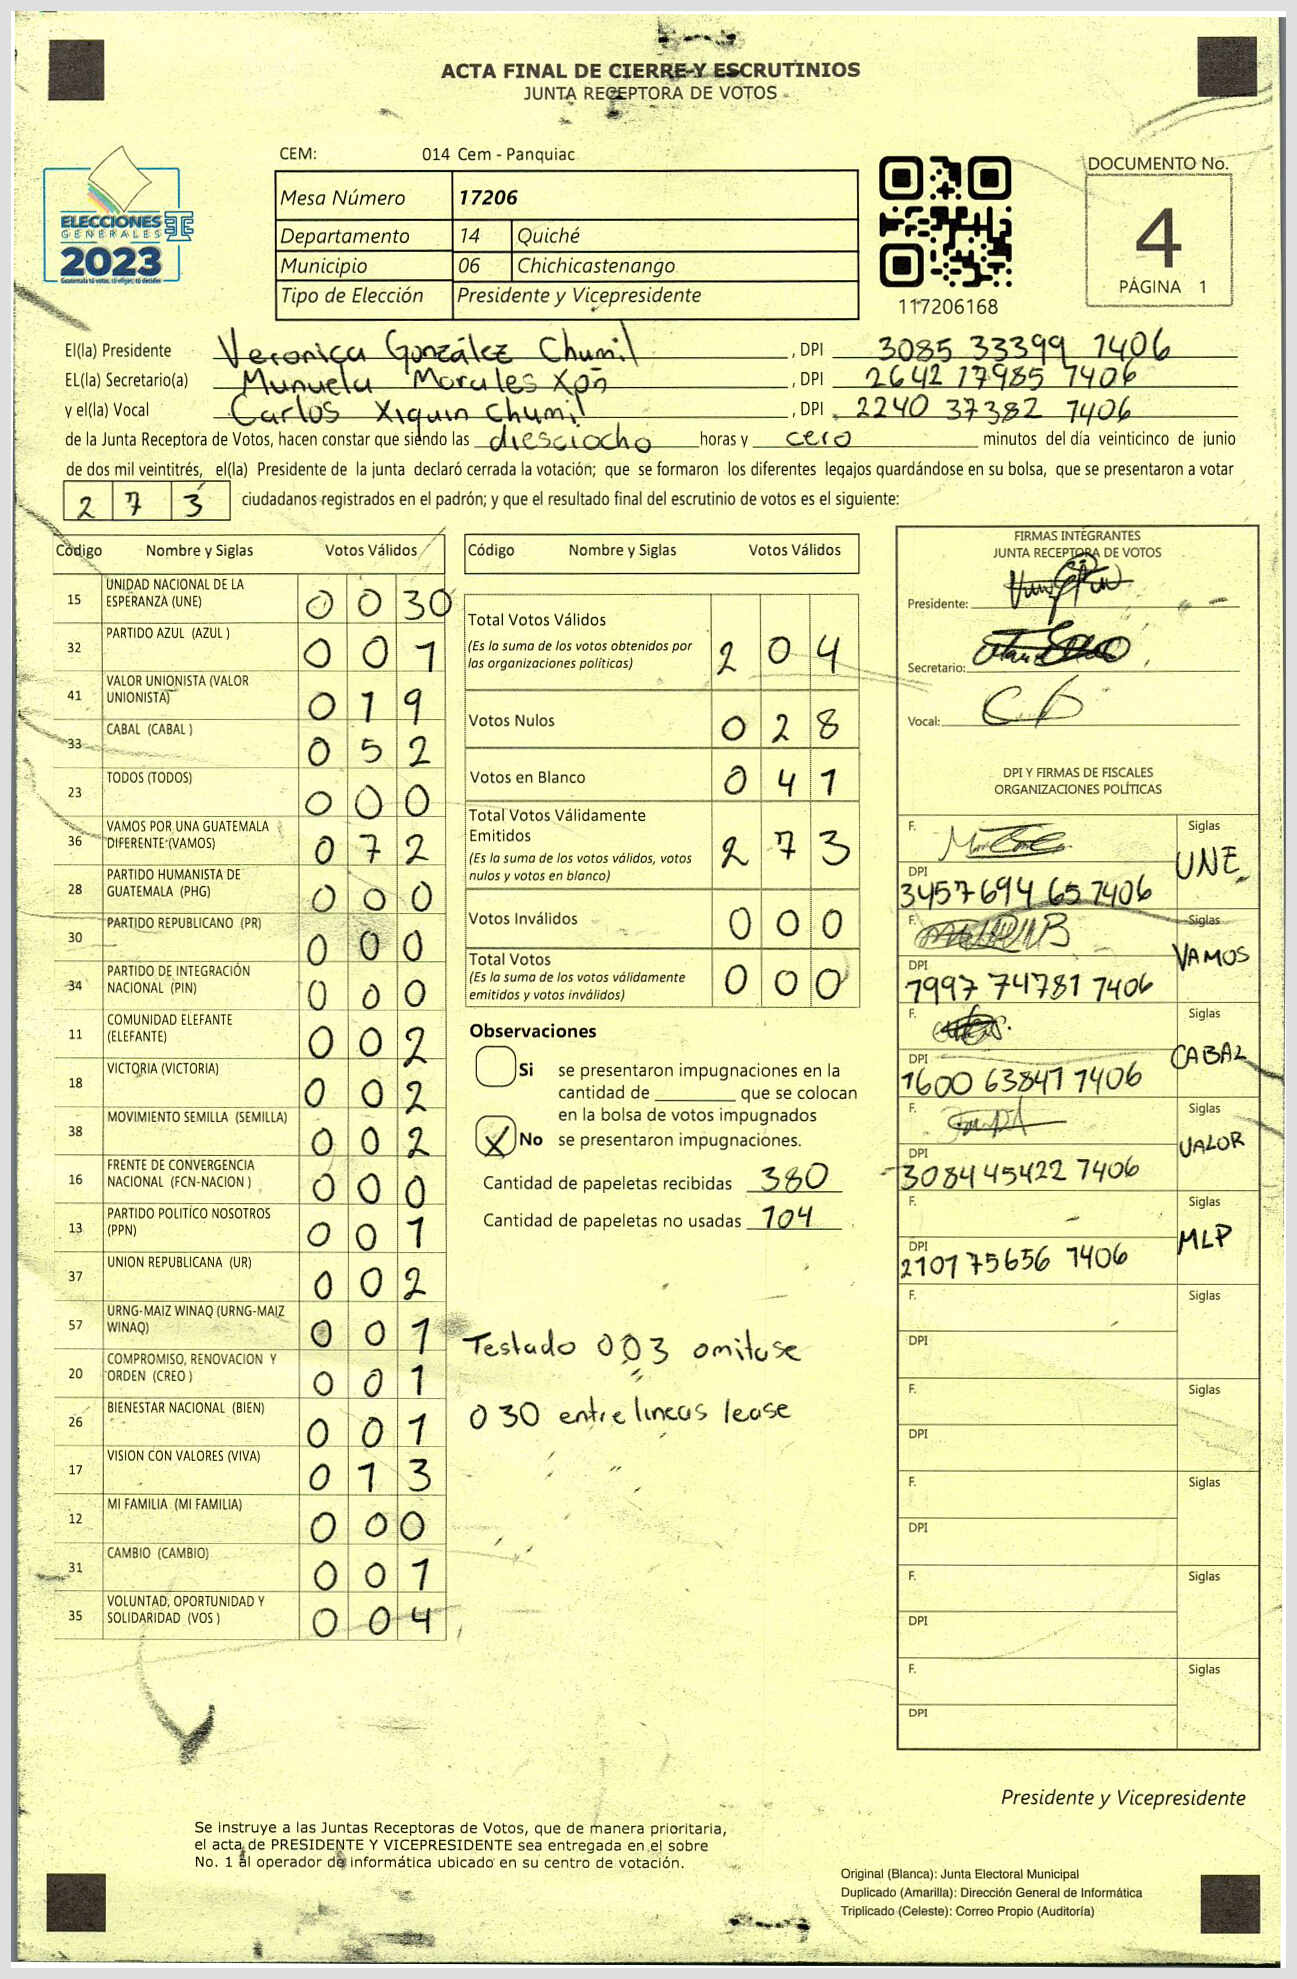 ACTA FINAL DE CIERRE Y ESCRUTINIOS
JUNTA RECEPTORA DE VOTOS
CEM: 014 Cem - Panquiac
ELECCIONES
GENERALES
2023
Guatemala tú votas, tú eliges, tú decides
Mesa Número 17206
Departamento 14 Quiché
Municipio 06 Chichicastenango
Tipo de Elección Presidente y Vicepresidente
117206168
DOCUMENTO No.
4
PÁGINA 1
El(la) Presidente Veronica González Chumil , DPI 3085 33399 1406
EL(la) Secretario(a) Manuela Morales Xpn , DPI 2642 17985 1406
y el(la) Vocal Carlos Xiquin Chumil , DPI 2240 37382 1406
de la Junta Receptora de Votos, hacen constar que siendo las diesciocho horas y cero minutos del día veinticinco de junio
de dos mil veintitrés, el(la) Presidente de la junta declaró cerrada la votación; que se formaron los diferentes legajos guardándose en su bolsa, que se presentaron a votar
273 ciudadanos registrados en el padrón; y que el resultado final del escrutinio de votos es el siguiente:
Código Nombre y Siglas Votos Válidos
15 UNIDAD NACIONAL DE LA ESPERANZA (UNE) 0 0 30
32 PARTIDO AZUL (AZUL ) 0 0 1
41 VALOR UNIONISTA (VALOR UNIONISTA) 0 1 9
33 CABAL (CABAL ) 0 5 2
23 TODOS (TODOS) 0 0 0
36 VAMOS POR UNA GUATEMALA DIFERENTE (VAMOS) 0 7 2
28 PARTIDO HUMANISTA DE GUATEMALA (PHG) 0 0 0
30 PARTIDO REPUBLICANO (PR) 0 0 0
34 PARTIDO DE INTEGRACIÓN NACIONAL (PIN) 0 0 0
11 COMUNIDAD ELEFANTE (ELEFANTE) 0 0 2
18 VICTORIA (VICTORIA) 0 0 2
38 MOVIMIENTO SEMILLA (SEMILLA) 0 0 2
16 FRENTE DE CONVERGENCIA NACIONAL (FCN-NACION ) 0 0 0
13 PARTIDO POLITICO NOSOTROS (PPN) 0 0 1
37 UNION REPUBLICANA (UR) 0 0 2
57 URNG-MAIZ WINAQ (URNG-MAIZ WINAQ) 0 0 1
20 COMPROMISO, RENOVACION Y ORDEN (CREO ) 0 0 1
26 BIENESTAR NACIONAL (BIEN) 0 0 1
17 VISION CON VALORES (VIVA) 0 1 3
12 MI FAMILIA (MI FAMILIA) 0 0 0
31 CAMBIO (CAMBIO) 0 0 1
35 VOLUNTAD, OPORTUNIDAD Y SOLIDARIDAD (VOS ) 0 0 4
Código Nombre y Siglas Votos Válidos
Total Votos Válidos 2 0 4
(Es la suma de los votos obtenidos por
las organizaciones políticas)
Votos Nulos 0 2 8
Votos en Blanco 0 4 1
Total Votos Válidamente
Emitidos 2 7 3
(Es la suma de los votos válidos, votos
nulos y votos en blanco)
Votos Inválidos 0 0 0
Total Votos 0 0 0
(Es la suma de los votos válidamente
emitidos y votos inválidos)
Observaciones
Si se presentaron impugnaciones en la
cantidad de ________ que se colocan
en la bolsa de votos impugnados
X No se presentaron impugnaciones.
Cantidad de papeletas recibidas 380
Cantidad de papeletas no usadas 104
Testado 003 omitase
030 entre lineas lease
FIRMAS INTEGRANTES
JUNTA RECEPTORA DE VOTOS
Presidente:
Secretario:
Vocal:
DPI Y FIRMAS DE FISCALES
ORGANIZACIONES POLÍTICAS
F. Siglas UNE
DPI 3457 694 65 1406
F. Siglas VAMOS
DPI 1997 74781 1406
F. Siglas CABAL
DPI 1600 63841 1406
F. Siglas VALOR
DPI 3084 45422 1406
F. Siglas MLP
DPI 2101 75656 1406
F. Siglas
DPI
F. Siglas
DPI
F. Siglas
DPI
F. Siglas
DPI
F. Siglas
DPI
Presidente y Vicepresidente
Se instruye a las Juntas Receptoras de Votos, que de manera prioritaria,
el acta de PRESIDENTE Y VICEPRESIDENTE sea entregada en el sobre
No. 1 al operador de informática ubicado en su centro de votación.
Original (Blanca): Junta Electoral Municipal
Duplicado (Amarilla): Dirección General de Informática
Triplicado (Celeste): Correo Propio (Auditoría)